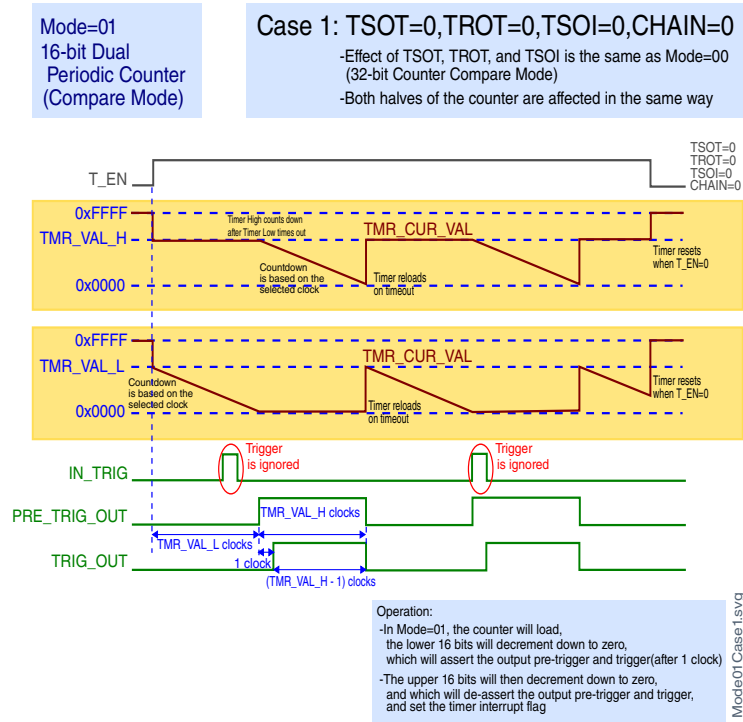 Mode=01
16-bit Dual
Periodic Counter
(Compare Mode)
Case 1: TSOT=0,TROT=0,TSOI=0,CHAIN=0
-Effect of TSOT, TROT, and TSOI is the same as Mode=00
(32-bit Counter Compare Mode)
-Both halves of the counter are affected in the same way
TSOT=0
TROT=0
TSOI=0
CHAIN=0
T_EN
0xFFFF
Timer High counts down
after Timer Low times out
TMR_CUR_VAL
TMR_VAL_H
Timer resets
when T_EN=0
Countdown
is based on the
selected clock
Timer reloads
on timeout
0x0000
0xFFFF
TMR_CUR_VAL
TMR_VAL_L
Countdown
is based on the
selected clock
Timer resets
when T_EN=0
Timer reloads
on timeout
0x0000
Trigger
is ignored
Trigger
is ignored
IN_TRIG
PRE_TRIG_OUT
TMR_VAL_H clocks
TMR_VAL_L clocks
TRIG_OUT
1 clock
(TMR_VAL_H - 1) clocks
Operation:
-In Mode=01, the counter will load,
the lower 16 bits will decrement down to zero,
which will assert the output pre-trigger and trigger(after 1 clock)
-The upper 16 bits will then decrement down to zero,
and which will de-assert the output pre-trigger and trigger,
and set the timer interrupt flag
Mode01Case1.svg